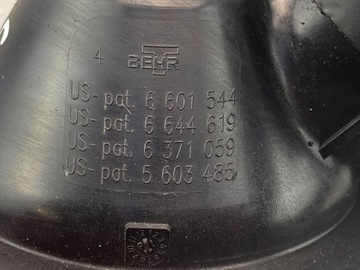 4
BEHR
US- pat. 6 601 544
US- pat. 6 644 619
US- pat. 6 371 059
US- pat. 5 603 485